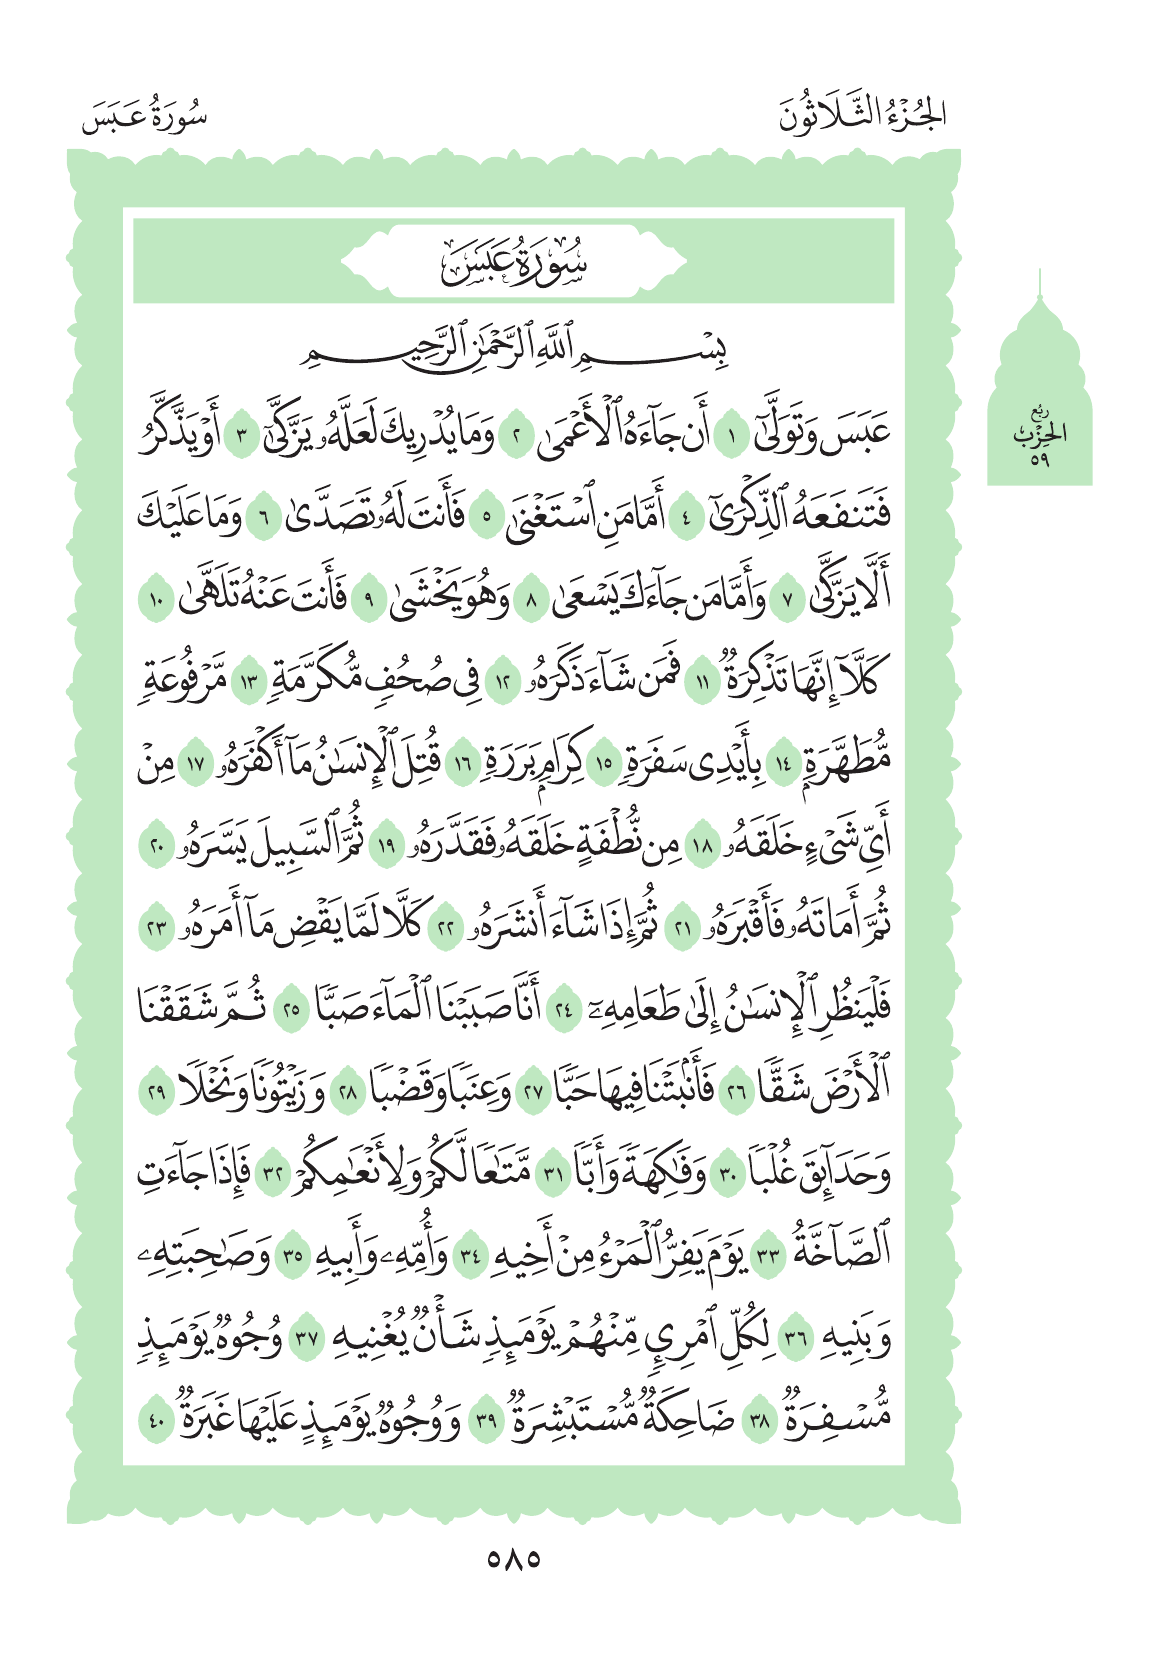 الجُزْءُ الثَّلَاثُونَ
سُورَةُ عَبَسَ
سُورَةُ عَبَسَ
بِسْمِ ٱللَّهِ ٱلرَّحْمَٰنِ ٱلرَّحِيمِ
رُبْع
الحِزْب
٥٩
عَبَسَ وَتَوَلَّىٰٓ ١ أَن جَآءَهُ ٱلْأَعْمَىٰ ٢ وَمَا يُدْرِيكَ لَعَلَّهُۥ يَزَّكَّىٰٓ ٣ أَوْ يَذَّكَّرُ
فَتَنفَعَهُ ٱلذِّكْرَىٰٓ ٤ أَمَّا مَنِ ٱسْتَغْنَىٰ ٥ فَأَنتَ لَهُۥ تَصَدَّىٰ ٦ وَمَا عَلَيْكَ
أَلَّا يَزَّكَّىٰ ٧ وَأَمَّا مَن جَآءَكَ يَسْعَىٰ ٨ وَهُوَ يَخْشَىٰ ٩ فَأَنتَ عَنْهُ تَلَهَّىٰ ١٠
كَلَّآ إِنَّهَا تَذْكِرَةٌ ١١ فَمَن شَآءَ ذَكَرَهُۥ ١٢ فِى صُحُفٍ مُّكَرَّمَةٍ ١٣ مَّرْفُوعَةٍ
مُّطَهَّرَةٍۭ ١٤ بِأَيْدِى سَفَرَةٍ ١٥ كِرَامٍۭ بَرَرَةٍ ١٦ قُتِلَ ٱلْإِنسَٰنُ مَآ أَكْفَرَهُۥ ١٧ مِنْ
أَىِّ شَىْءٍ خَلَقَهُۥ ١٨ مِن نُّطْفَةٍ خَلَقَهُۥ فَقَدَّرَهُۥ ١٩ ثُمَّ ٱلسَّبِيلَ يَسَّرَهُۥ ٢٠
ثُمَّ أَمَاتَهُۥ فَأَقْبَرَهُۥ ٢١ ثُمَّ إِذَا شَآءَ أَنشَرَهُۥ ٢٢ كَلَّا لَمَّا يَقْضِ مَآ أَمَرَهُۥ ٢٣
فَلْيَنظُرِ ٱلْإِنسَٰنُ إِلَىٰ طَعَامِهِۦٓ ٢٤ أَنَّا صَبَبْنَا ٱلْمَآءَ صَبًّا ٢٥ ثُمَّ شَقَقْنَا
ٱلْأَرْضَ شَقًّا ٢٦ فَأَنۢبَتْنَا فِيهَا حَبًّا ٢٧ وَعِنَبًا وَقَضْبًا ٢٨ وَزَيْتُونًا وَنَخْلًا ٢٩
وَحَدَآئِقَ غُلْبًا ٣٠ وَفَٰكِهَةً وَأَبًّا ٣١ مَّتَٰعًا لَّكُمْ وَلِأَنْعَٰمِكُمْ ٣٢ فَإِذَا جَآءَتِ
ٱلصَّآخَّةُ ٣٣ يَوْمَ يَفِرُّ ٱلْمَرْءُ مِنْ أَخِيهِ ٣٤ وَأُمِّهِۦ وَأَبِيهِ ٣٥ وَصَٰحِبَتِهِۦ
وَبَنِيهِ ٣٦ لِكُلِّ ٱمْرِئٍ مِّنْهُمْ يَوْمَئِذٍ شَأْنٌ يُغْنِيهِ ٣٧ وُجُوهٌ يَوْمَئِذٍ
مُّسْفِرَةٌ ٣٨ ضَاحِكَةٌ مُّسْتَبْشِرَةٌ ٣٩ وَوُجُوهٌ يَوْمَئِذٍ عَلَيْهَا غَبَرَةٌ ٤٠
٥٨٥